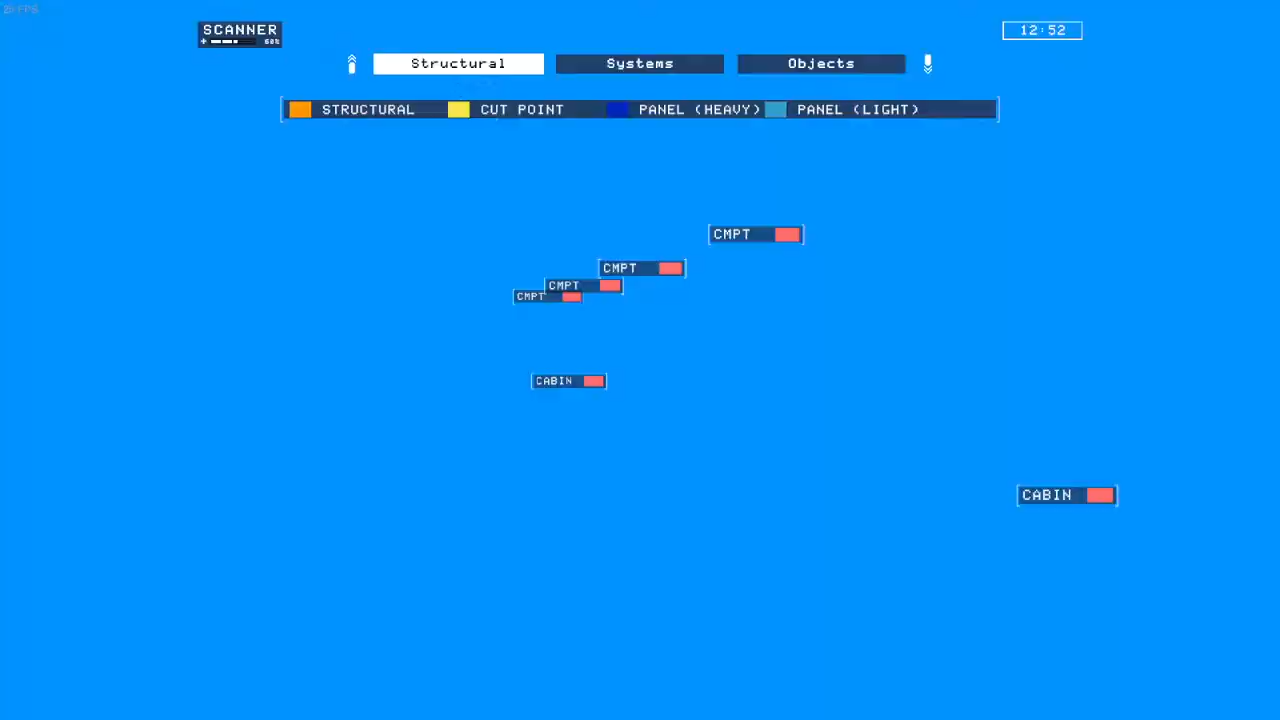 SCANNER
12:52
60%
Structural Systems Objects
STRUCTURAL CUT POINT PANEL (HEAVY) PANEL (LIGHT)
CMPT
CMPT
CMPT
CMPT
CABIN
CABIN